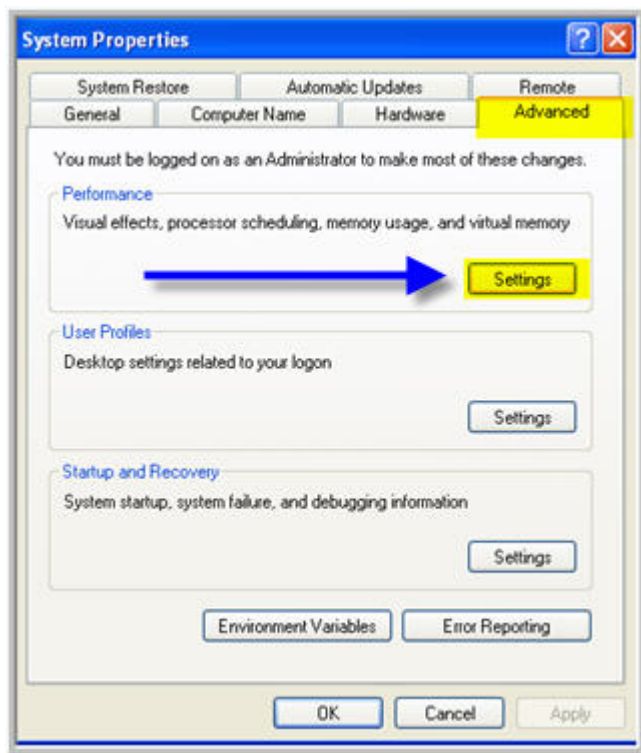 System Properties
System Restore Automatic Updates Remote
General Computer Name Hardware Advanced
You must be logged on as an Administrator to make most of these changes.
Performance
Visual effects, processor scheduling, memory usage, and virtual memory
Settings
User Profiles
Desktop settings related to your logon
Settings
Startup and Recovery
System startup, system failure, and debugging information
Settings
Environment Variables Error Reporting
OK Cancel Apply